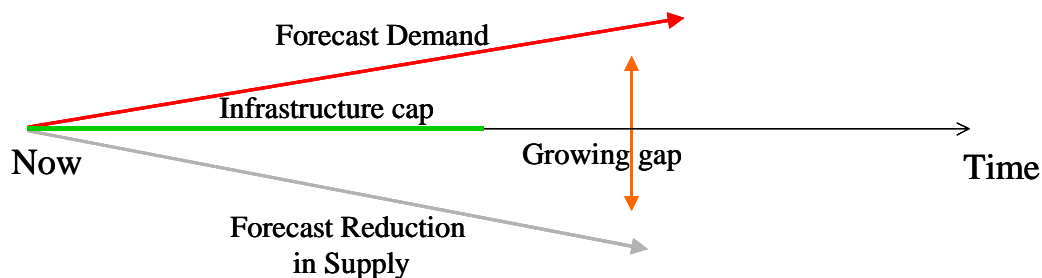 Forecast Demand
Infrastructure cap
Now
Growing gap
Time
Forecast Reduction
in Supply